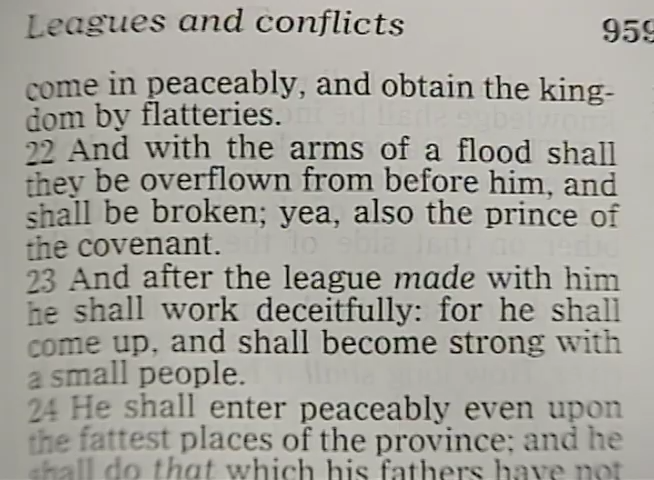 Leagues and conflicts 959
come in peaceably, and obtain the king-
dom by flatteries.
22 And with the arms of a flood shall
they be overflown from before him, and
shall be broken; yea, also the prince of
the covenant.
23 And after the league made with him
he shall work deceitfully: for he shall
come up, and shall become strong with
a small people.
24 He shall enter peaceably even upon
the fattest places of the province; and he
shall do that which his fathers have not